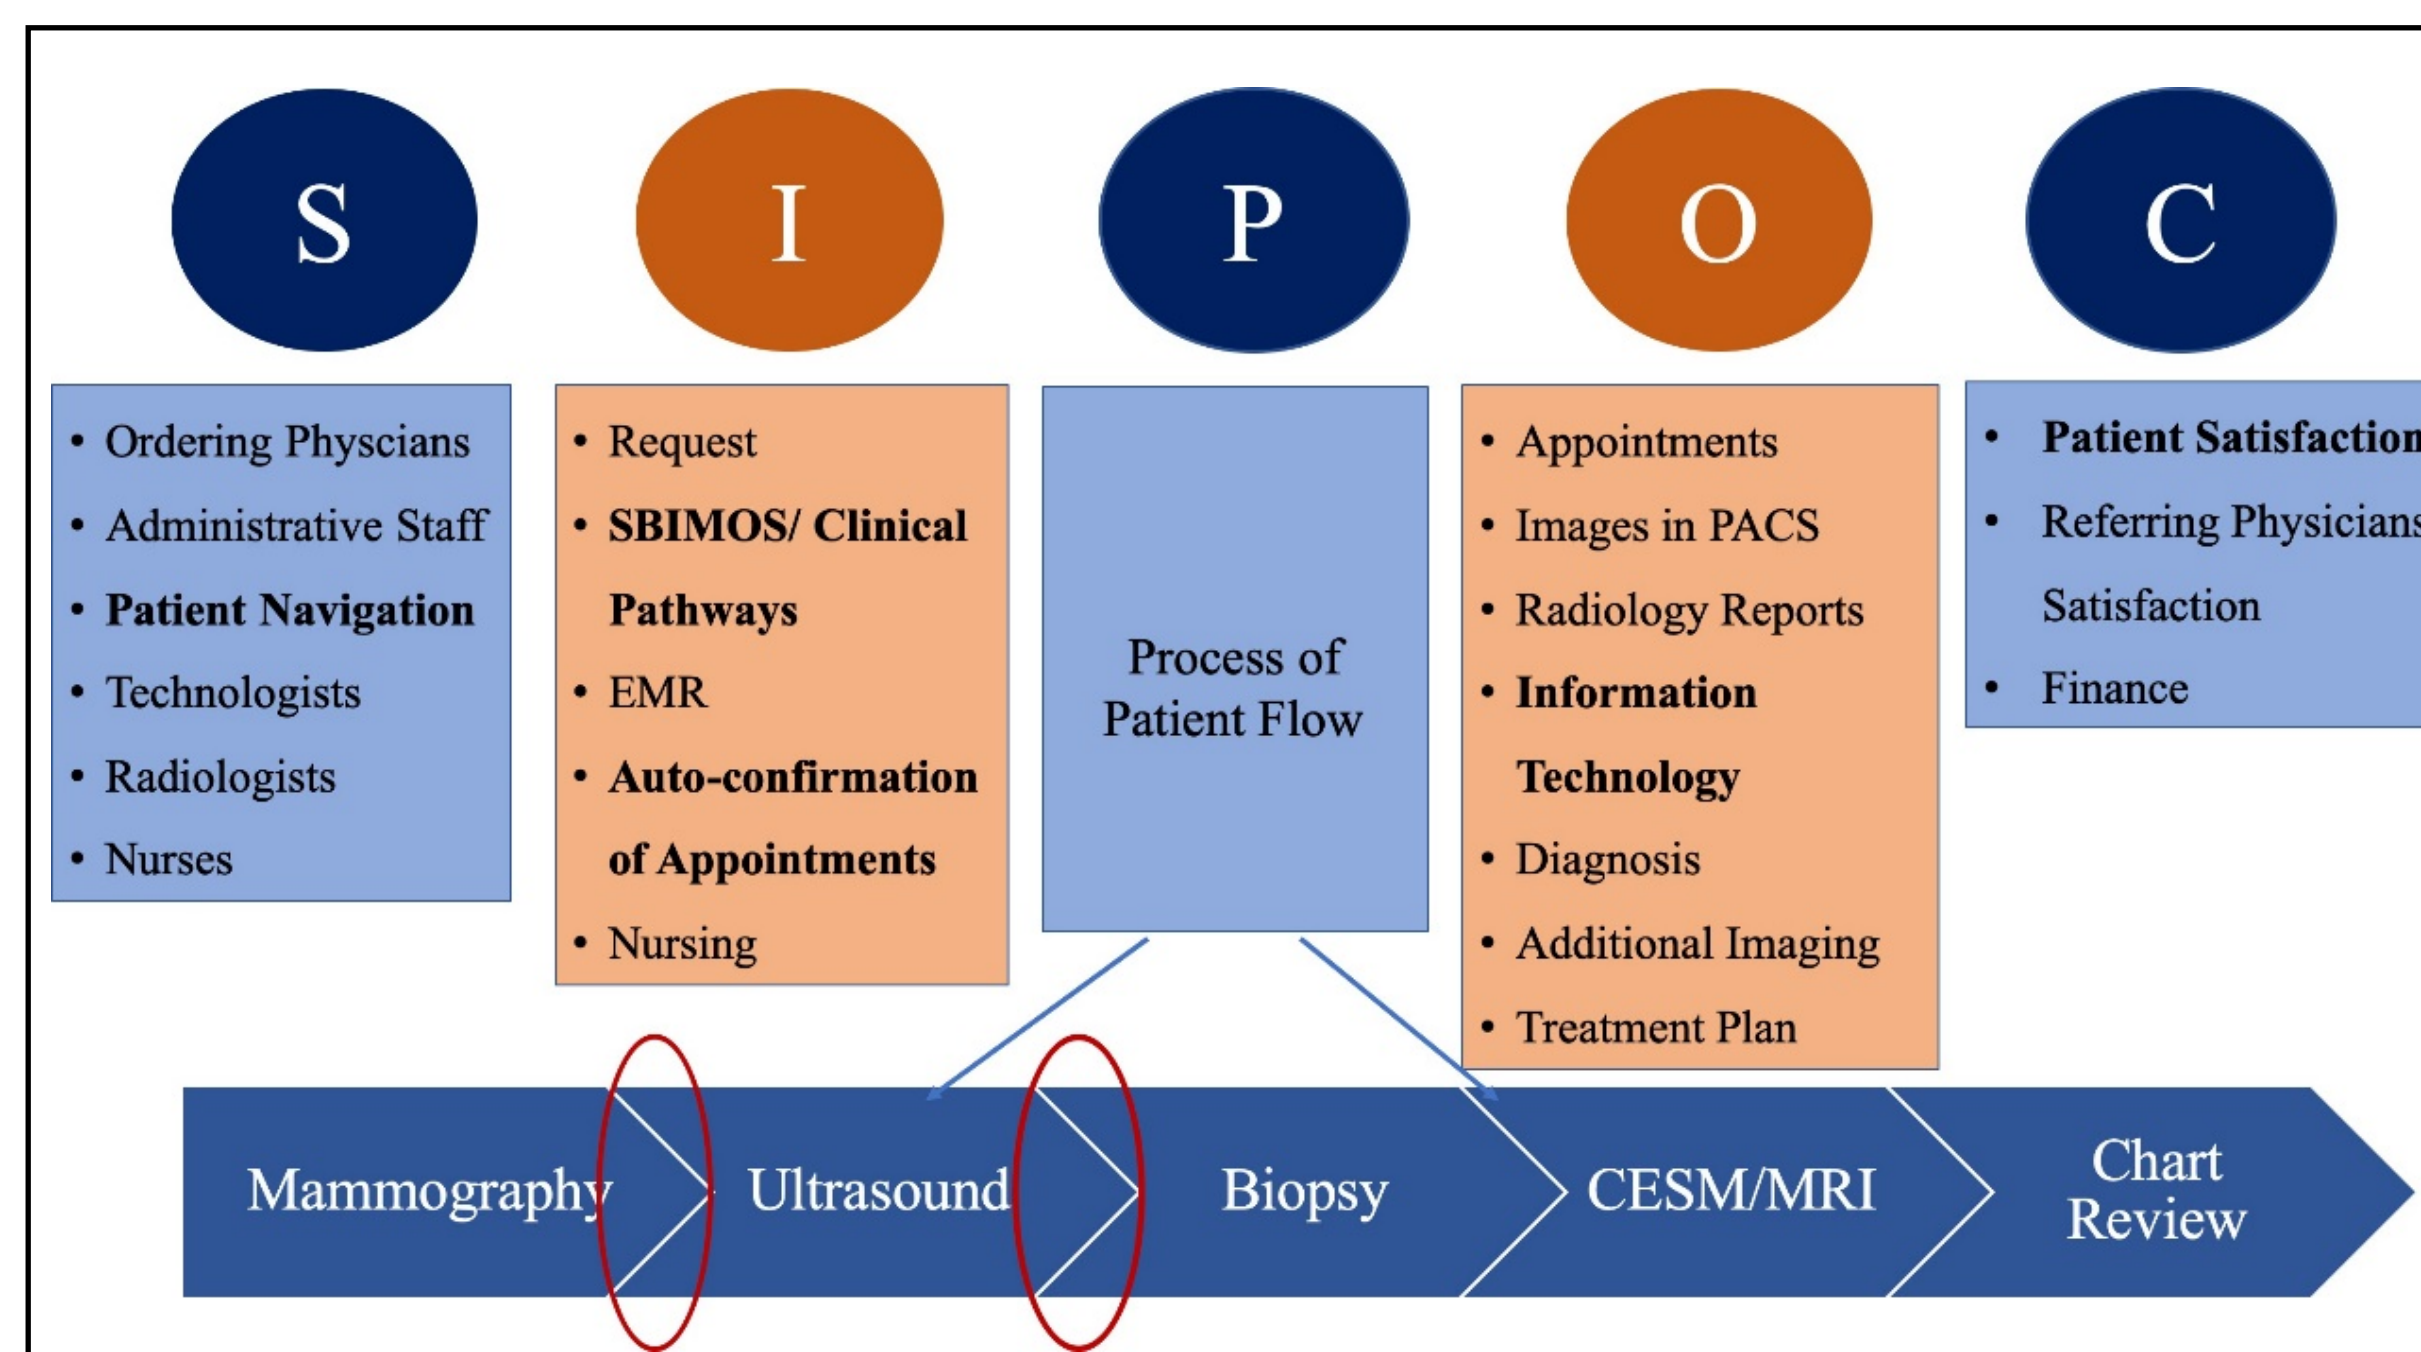 S
I
P
O
C
• Ordering Physcians
• Administrative Staff
• Patient Navigation
• Technologists
• Radiologists
• Nurses
• Request
• SBIMOS/ Clinical
Pathways
• EMR
• Auto-confirmation
of Appointments
• Nursing
Process of
Patient Flow
• Appointments
• Images in PACS
• Radiology Reports
• Information
Technology
• Diagnosis
• Additional Imaging
• Treatment Plan
• Patient Satisfaction
• Referring Physicians
Satisfaction
• Finance
Mammography
Ultrasound
Biopsy
CESM/MRI
Chart
Review